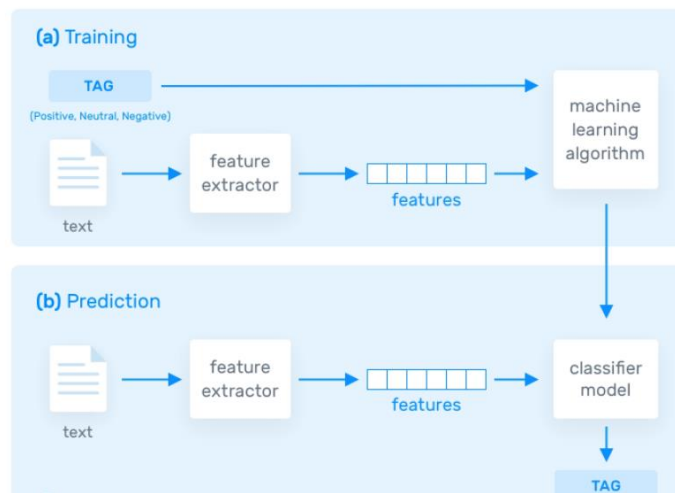 (a) Training
TAG
(Positive, Neutral, Negative)
machine
learning
algorithm
feature
extractor
features
text
(b) Prediction
feature
extractor
features
classifier
model
text
TAG